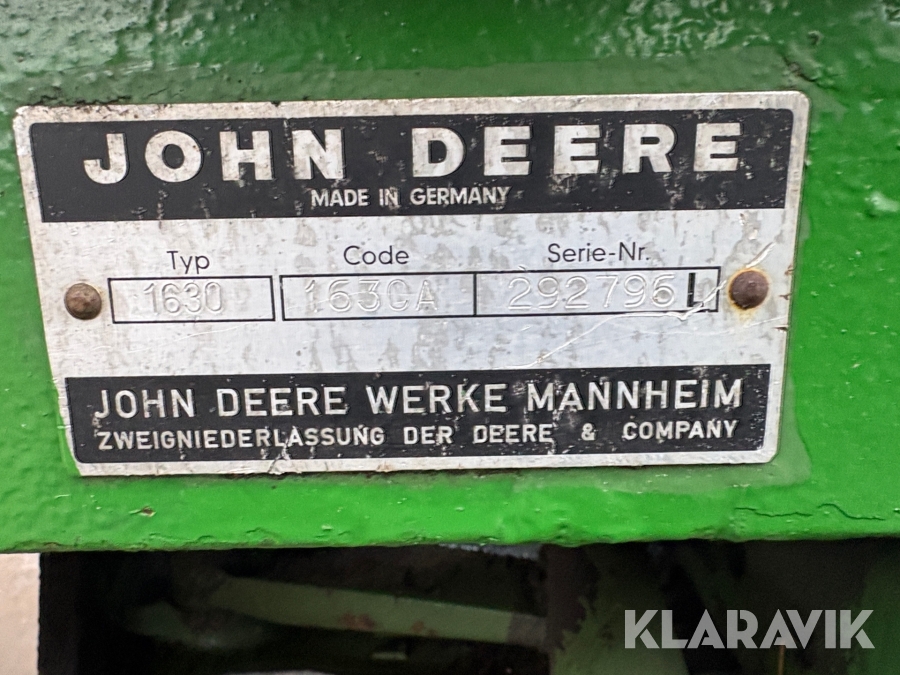 JOHN DEERE
MADE IN GERMANY
Typ Code Serie-Nr.
1630 1630A 292796 L
JOHN DEERE WERKE MANNHEIM
ZWEIGNIEDERLASSUNG DER DEERE & COMPANY
KLARAVIK